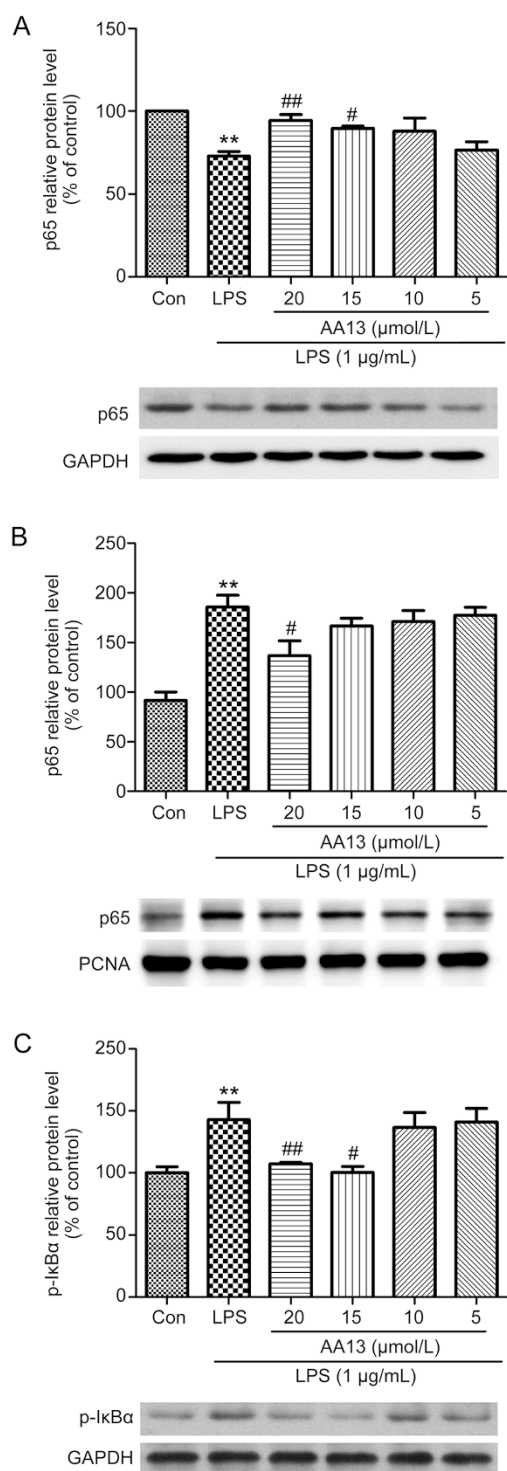 A
p65 relative protein level
(% of control)
150
100
50
0
**
##
#
Con
LPS
20
15
10
5
AA13 (µmol/L)
LPS (1 µg/mL)
p65
GAPDH
B
p65 relative protein level
(% of control)
250
200
150
100
50
0
**
#
Con
LPS
20
15
10
5
AA13 (µmol/L)
LPS (1 µg/mL)
p65
PCNA
C
p-IκBα relative protein level
(% of control)
250
150
100
50
0
**
##
#
Con
LPS
20
15
10
5
AA13 (µmol/L)
LPS (1 µg/mL)
p-IκBα
GAPDH